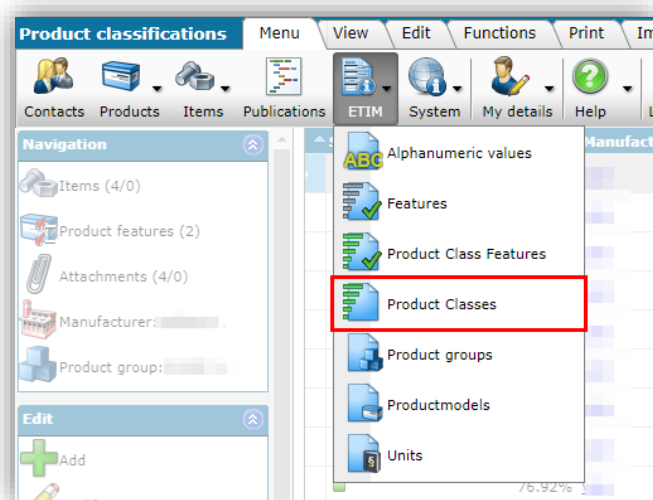 Product classifications Menu View Edit Functions Print
Contacts Products Items Publications ETIM System My details Help
Navigation
Items (4/0)
Product features (2)
Attachments (4/0)
Manufacturer:
Product group:
Edit
Add
Manufact
ABC Alphanumeric values
Features
Product Class Features
Product Classes
Product groups
Productmodels
§ Units
76.92%